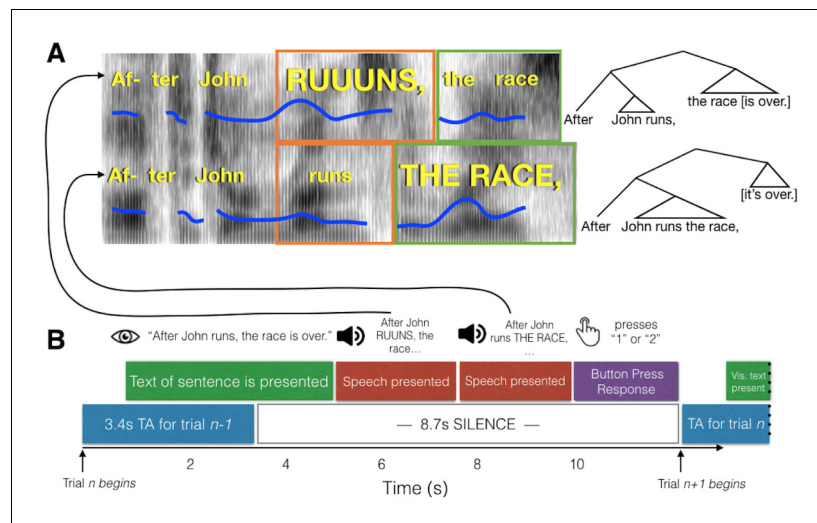 A
Af- ter John RUUUNS, the race
After
John runs,
the race [is over.]
Af- ter John runs THE RACE,
After
John runs the race,
[it's over.]
B
"After John runs, the race is over."
After John
RUUNS, the
race…
After John
runs THE RACE,
…
presses
"1" or "2"
Text of sentence is presented
Speech presented
Speech presented
Button Press
Response
Vis. text
present
3.4s TA for trial n-1
— 8.7s SILENCE —
TA for trial n
2 4 6 8 10
Trial n begins
Time (s)
Trial n+1 begins